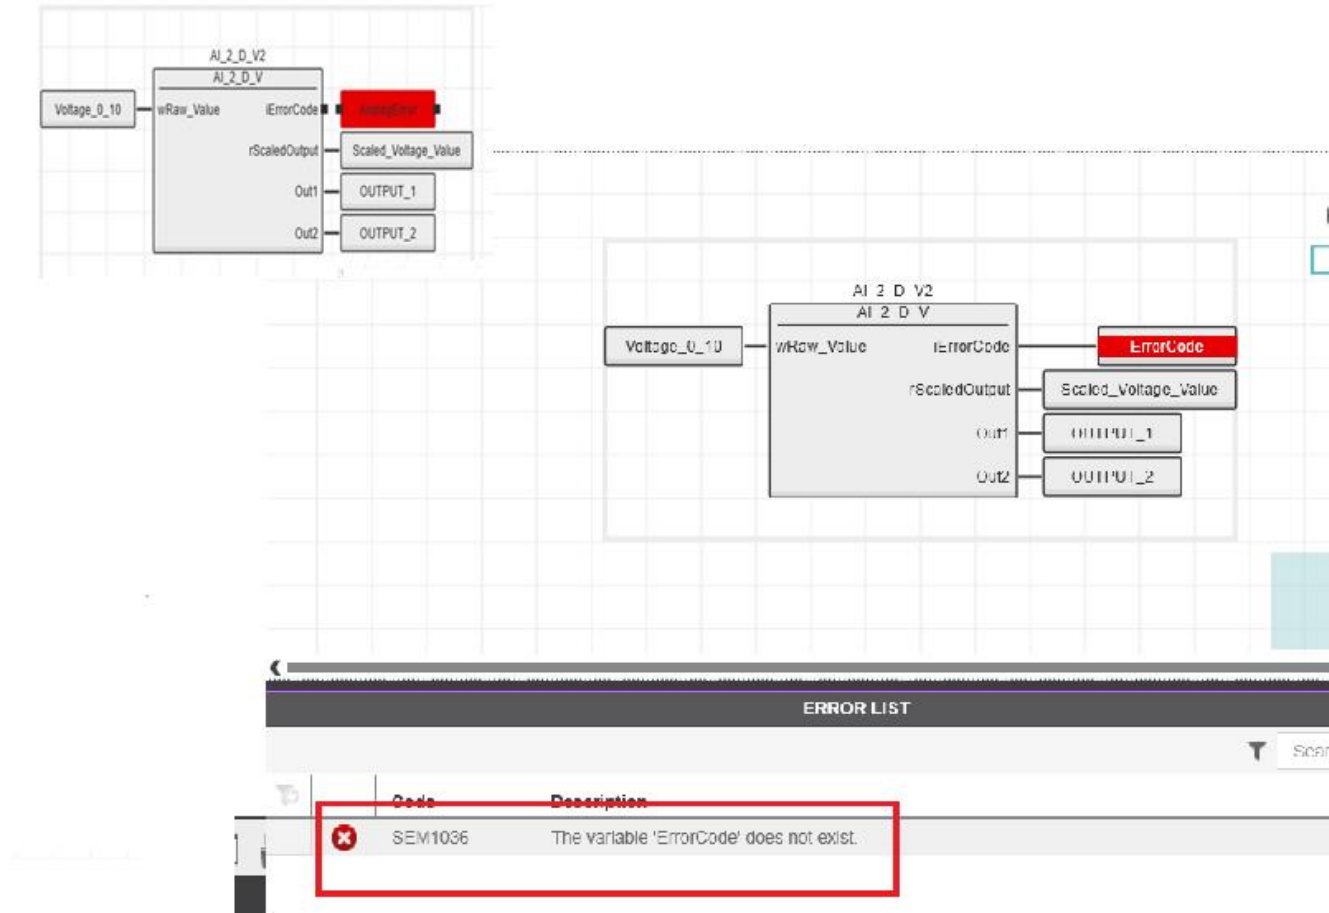 AI_2_D_V2
AI_2_D_V
Voltage_0_10 wRaw_Value iErrorCode
rScaledOutput Scaled_Voltage_Value
Out1 OUTPUT_1
Out2 OUTPUT_2
AI_2_D_V2
AI_2_D_V
Voltage_0_10 wRaw_Value iErrorCode ErrorCode
rScaledOutput Scaled_Voltage_Value
Out1 OUTPUT_1
Out2 OUTPUT_2
ERROR LIST
Sear
Code Description
SEM1036 The variable 'ErrorCode' does not exist.